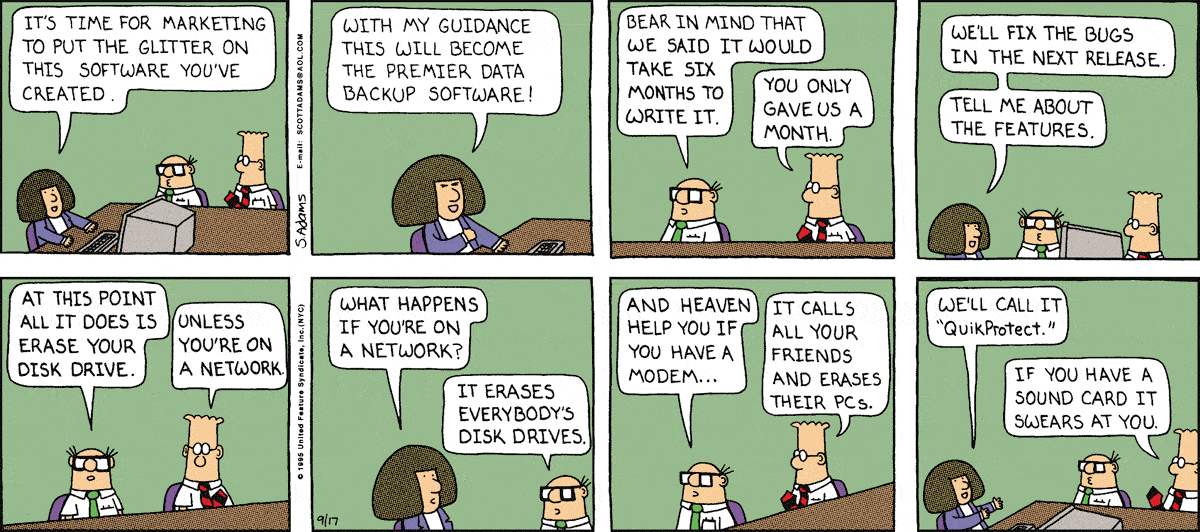 IT'S TIME FOR MARKETING
TO PUT THE GLITTER ON
THIS SOFTWARE YOU'VE
CREATED.
S.Adams
E-mail: SCOTTADAMS@AOL.COM
WITH MY GUIDANCE
THIS WILL BECOME
THE PREMIER DATA
BACKUP SOFTWARE!
BEAR IN MIND THAT
WE SAID IT WOULD
TAKE SIX
MONTHS TO
WRITE IT.
YOU ONLY
GAVE US A
MONTH.
WE'LL FIX THE BUGS
IN THE NEXT RELEASE.
TELL ME ABOUT
THE FEATURES.
AT THIS POINT
ALL IT DOES IS
ERASE YOUR
DISK DRIVE.
UNLESS
YOU'RE ON
A NETWORK.
© 1995 United Feature Syndicate, Inc.(NYC)
WHAT HAPPENS
IF YOU'RE ON
A NETWORK?
IT ERASES
EVERYBODY'S
DISK DRIVES.
9/17
AND HEAVEN
HELP YOU IF
YOU HAVE A
MODEM...
IT CALLS
ALL YOUR
FRIENDS
AND ERASES
THEIR PCs.
WE'LL CALL IT
"QuikProtect."
IF YOU HAVE A
SOUND CARD IT
SWEARS AT YOU.